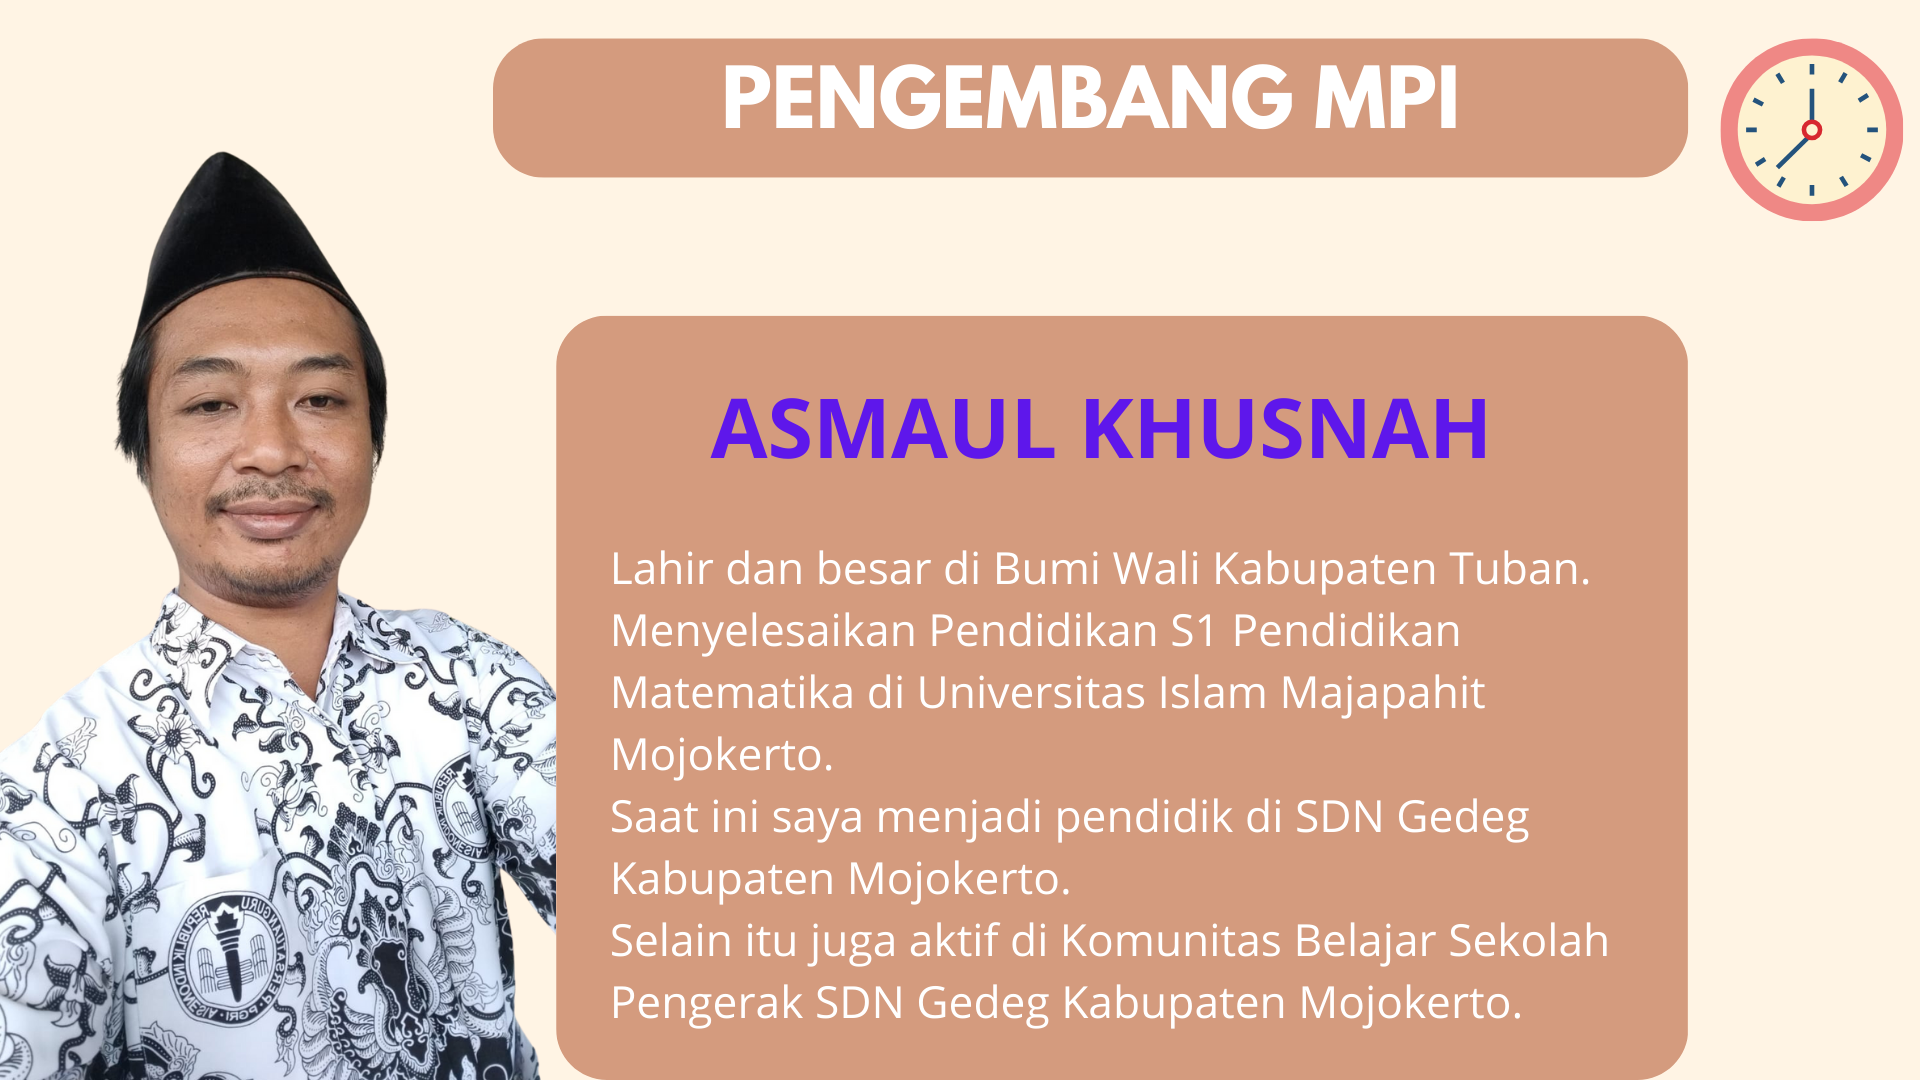 PENGEMBANG MPI
ASMAUL KHUSNAH
Lahir dan besar di Bumi Wali Kabupaten Tuban.
Menyelesaikan Pendidikan S1 Pendidikan
Matematika di Universitas Islam Majapahit
Mojokerto.
Saat ini saya menjadi pendidik di SDN Gedeg
Kabupaten Mojokerto.
Selain itu juga aktif di Komunitas Belajar Sekolah
Pengerak SDN Gedeg Kabupaten Mojokerto.